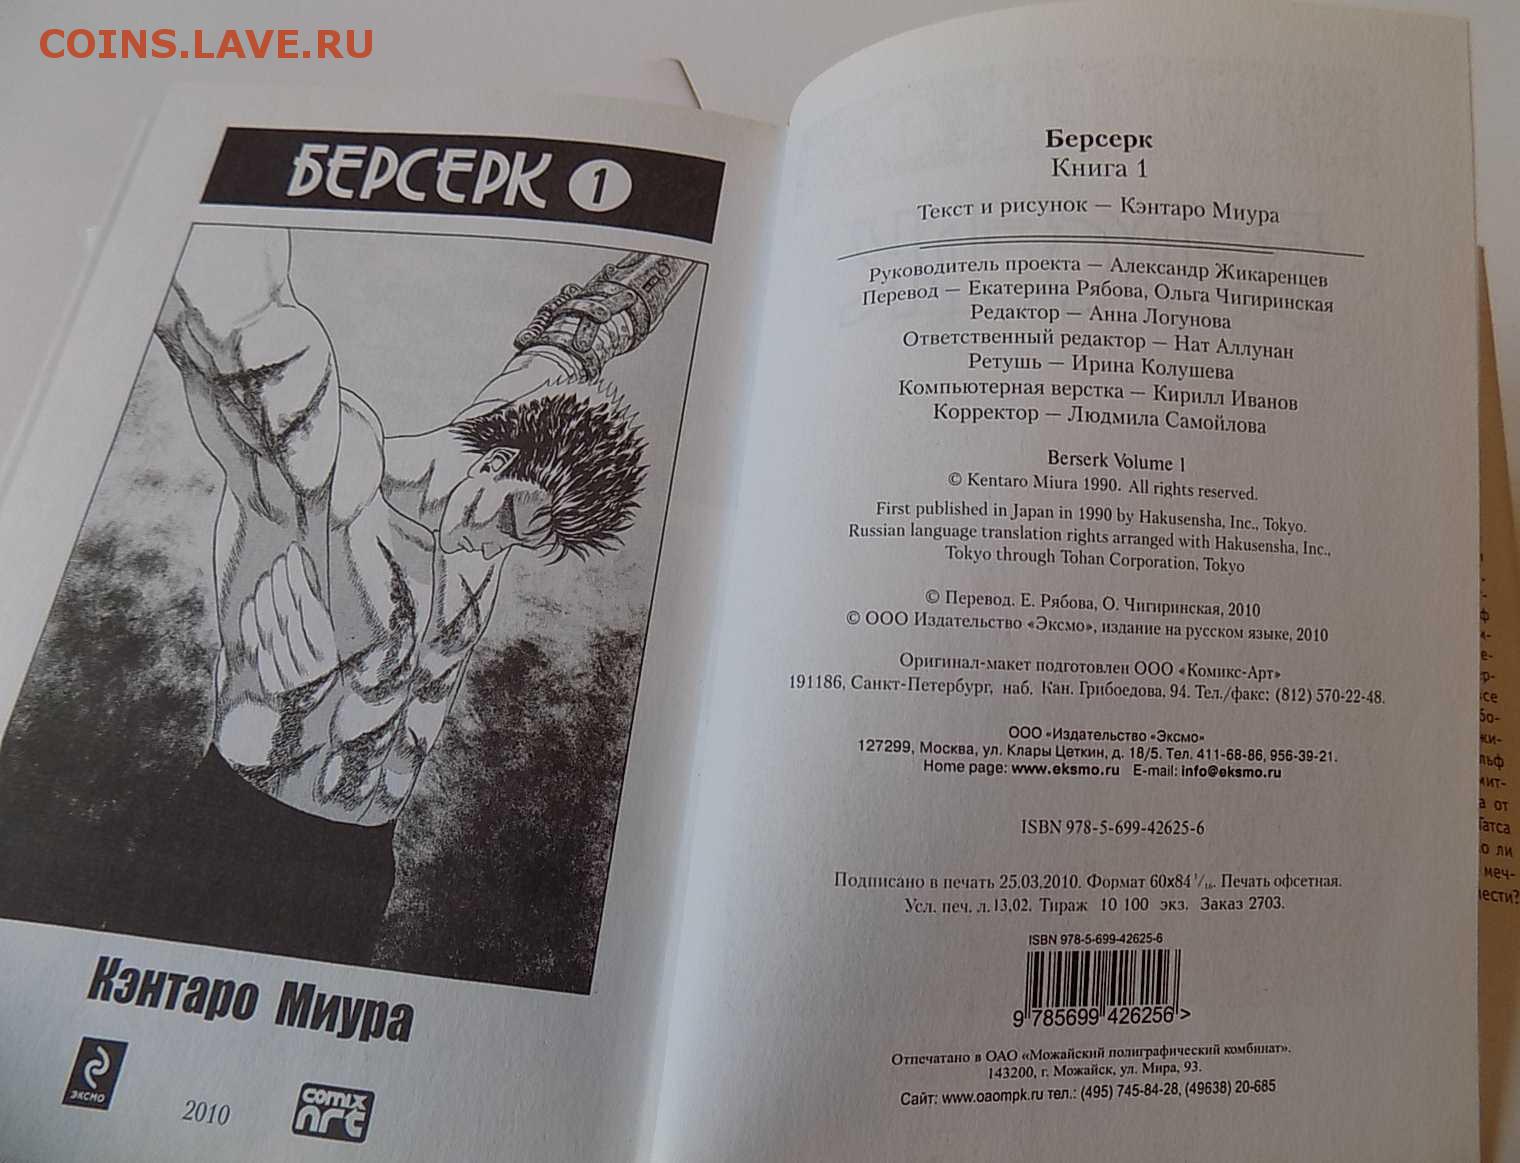 COINS.LAVE.RU
БЕРСЕРК 1
Кэнтаро Миура
ЭКСМО
2010
comix
ART
Берсерк
Книга 1
Текст и рисунок — Кэнтаро Миура
Руководитель проекта — Александр Жикаренцев
Перевод — Екатерина Рябова, Ольга Чигиринская
Редактор — Анна Логунова
Ответственный редактор — Нат Аллунан
Ретушь — Ирина Колушева
Компьютерная верстка — Кирилл Иванов
Корректор — Людмила Самойлова
Berserk Volume 1
© Kentaro Miura 1990. All rights reserved.
First published in Japan in 1990 by Hakusensha, Inc., Tokyo.
Russian language translation rights arranged with Hakusensha, Inc.,
Tokyo through Tohan Corporation, Tokyo
© Перевод. Е. Рябова, О. Чигиринская, 2010
© ООО Издательство «Эксмо», издание на русском языке, 2010
Оригинал-макет подготовлен ООО «Комикс-Арт»
191186, Санкт-Петербург, наб. Кан. Грибоедова, 94. Тел./факс: (812) 570-22-48.
ООО «Издательство «Эксмо»
127299, Москва, ул. Клары Цеткин, д. 18/5. Тел. 411-68-86, 956-39-21.
Home page: www.eksmo.ru E-mail: info@eksmo.ru
ISBN 978-5-699-42625-6
Подписано в печать 25.03.2010. Формат 60x84 1/16. Печать офсетная.
Усл. печ. л. 13,02. Тираж 10 100 экз. Заказ 2703.
ISBN 978-5-699-42625-6
9 785699 426256 >
Отпечатано в ОАО «Можайский полиграфический комбинат».
143200, г. Можайск, ул. Мира, 93.
Сайт: www.oaompk.ru тел.: (495) 745-84-28, (49638) 20-685